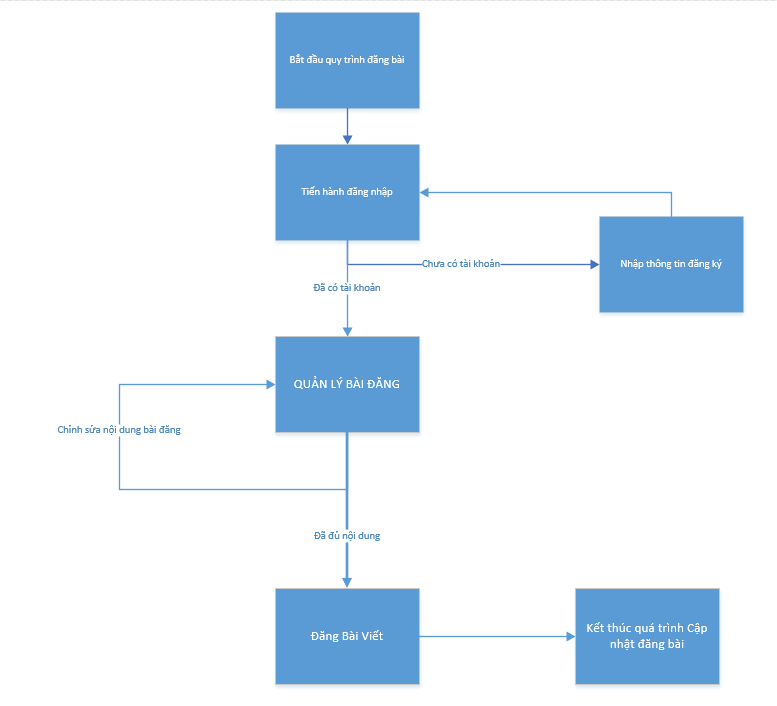 Bắt đầu quy trình đăng bài
Tiến hành đăng nhập
Chưa có tài khoản
Nhập thông tin đăng ký
Đã có tài khoản
QUẢN LÝ BÀI ĐĂNG
Chỉnh sửa nội dung bài đăng
Đã đủ nội dung
Đăng Bài Viết
Kết thúc quá trình Cập
nhật đăng bài